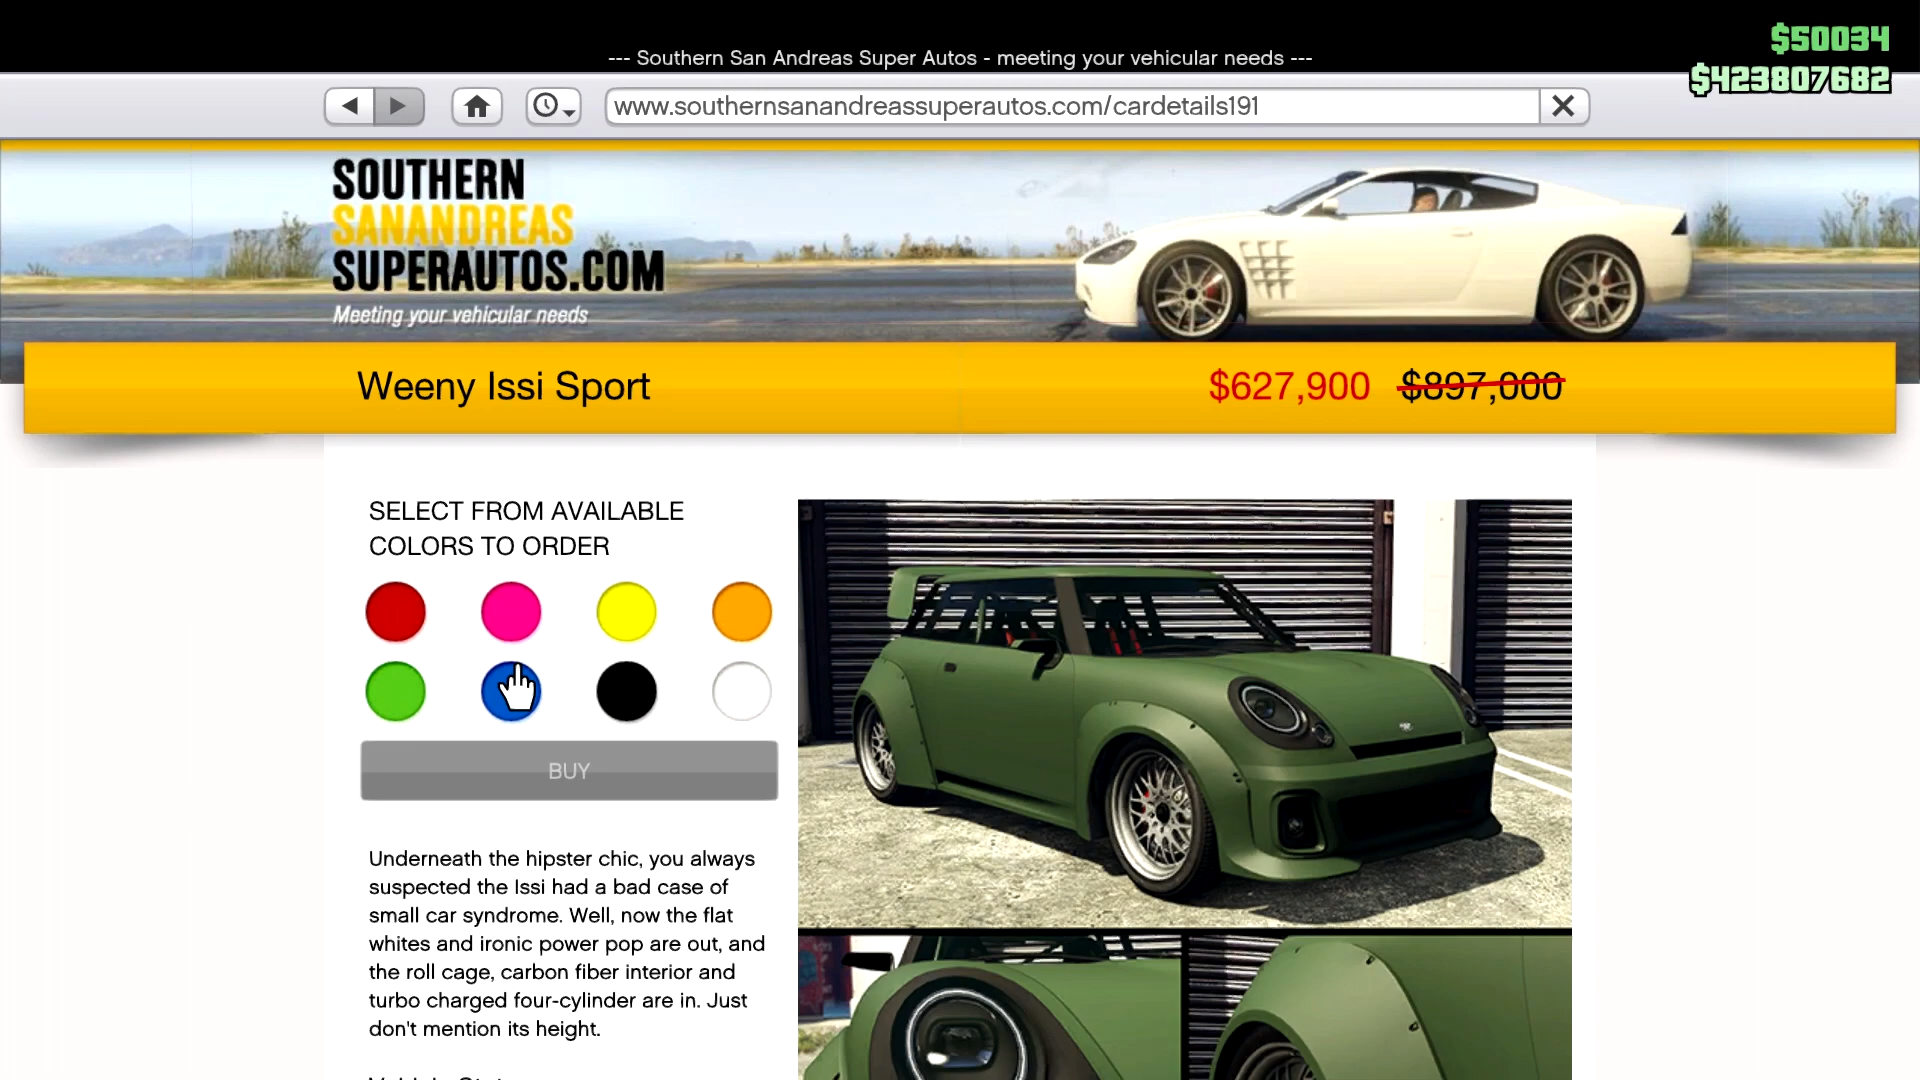 $50034
--- Southern San Andreas Super Autos - meeting your vehicular needs ---
$423807682
www.southernsanandreassuperautos.com/cardetails191
SOUTHERN
SANANDREAS
SUPERAUTOS.COM
Meeting your vehicular needs
Weeny Issi Sport
$627,900 $897,000
SELECT FROM AVAILABLE
COLORS TO ORDER
BUY
Underneath the hipster chic, you always
suspected the Issi had a bad case of
small car syndrome. Well, now the flat
whites and ironic power pop are out, and
the roll cage, carbon fiber interior and
turbo charged four-cylinder are in. Just
don't mention its height.